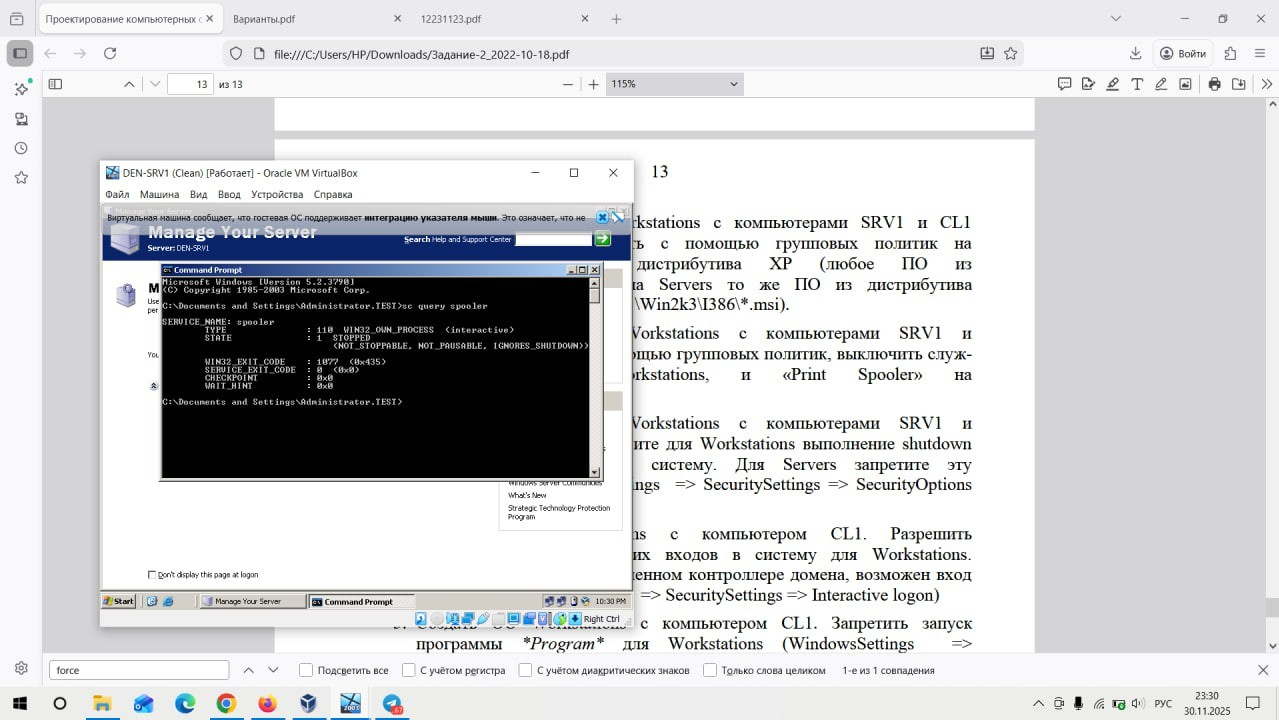 Проектирование компьютерных с
Варианты.pdf
12231123.pdf
file:///C:/Users/HP/Downloads/Задание-2_2022-10-18.pdf
Войти
13
из 13
115%
13
DEN-SRV1 (Clean) [Работает] - Oracle VM VirtualBox
Файл Машина Вид Ввод Устройства Справка
Виртуальная машина сообщает, что гостевая ОС поддерживает интеграцию указателя мыши. Это означает, что не
Manage Your Server
Server: DEN-SRV1
Search Help and Support Center
Command Prompt
Microsoft Windows [Version 5.2.3790]
(C) Copyright 1985-2003 Microsoft Corp.
C:\Documents and Settings\Administrator.TEST>sc query spooler
SERVICE_NAME: spooler
TYPE : 110 WIN32_OWN_PROCESS (interactive)
STATE : 1 STOPPED
(NOT_STOPPABLE, NOT_PAUSABLE, IGNORES_SHUTDOWN))
WIN32_EXIT_CODE : 1077 (0x435)
SERVICE_EXIT_CODE : 0 (0x0)
CHECKPOINT : 0x0
WAIT_HINT : 0x0
C:\Documents and Settings\Administrator.TEST>
M
Use
per
You
What's New
Strategic Technology Protection
Program
Don't display this page at logon
Start
Manage Your Server
Command Prompt
10:30 PM
Right Ctrl
rkstations с компьютерами SRV1 и CL1
ь с помощью групповых политик на
дистрибутива XP (любое ПО из
на Servers то же ПО из дистрибутива
\Win2k3\I386\*.msi).
Workstations с компьютерами SRV1 и
ощью групповых политик, выключить служ-
rkstations, и «Print Spooler» на
Workstations с компьютерами SRV1 и
ите для Workstations выполнение shutdown
систему. Для Servers запретите эту
ngs => SecuritySettings => SecurityOptions
ns с компьютером CL1. Разрешить
их входов в систему для Workstations.
ленном контроллере домена, возможен вход
=> SecuritySettings => Interactive logon)
с компьютером CL1. Запретить запуск
программы *Program* для Workstations (WindowsSettings =>
force
Подсветить все
С учётом регистра
С учётом диакритических знаков
Только слова целиком
1-е из 1 совпадения
РУС
23:30
30.11.2025